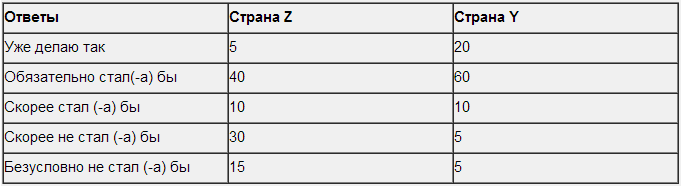 Ответы Страна Z Страна Y
Уже делаю так 5 20
Обязательно стал(-а) бы 40 60
Скорее стал (-а) бы 10 10
Скорее не стал (-а) бы 30 5
Безусловно не стал (-а) бы 15 5